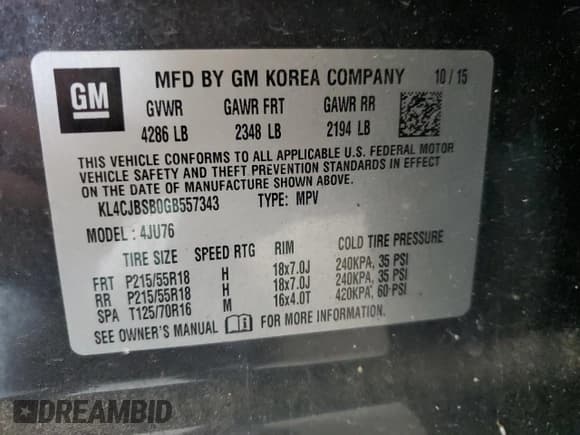 GM
MFD BY GM KOREA COMPANY 10/15
GVWR GAWR FRT GAWR RR
4286 LB 2348 LB 2194 LB
THIS VEHICLE CONFORMS TO ALL APPLICABLE U.S. FEDERAL MOTOR
VEHICLE SAFETY AND THEFT PREVENTION STANDARDS IN EFFECT
ON THE DATE OF MANUFACTURE SHOWN ABOVE.
KL4CJBSB0GB557343 TYPE: MPV
MODEL: 4JU76
TIRE SIZE SPEED RTG RIM COLD TIRE PRESSURE
FRT P215/55R18 H 18x7.0J 240KPA, 35 PSI
RR P215/55R18 H 18x7.0J 240KPA, 35 PSI
SPA T125/70R16 M 16x4.0T 420KPA, 60 PSI
SEE OWNER'S MANUAL FOR MORE INFORMATION.
DREAMBID